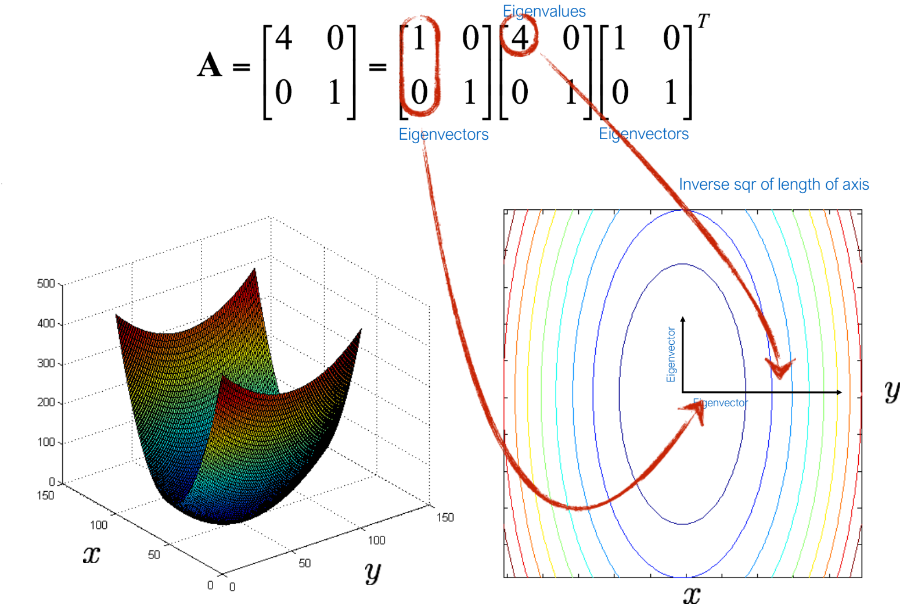 Eigenvalues
A = [4 0; 0 1] = [1 0; 0 1] [4 0; 0 1] [1 0; 0 1]^T
Eigenvectors Eigenvectors
Inverse sqr of length of axis
500
400
300
200
100
0
150
100
50
0
0
50
100
150
x
y
Eigenvector
Eigenvector
y
x